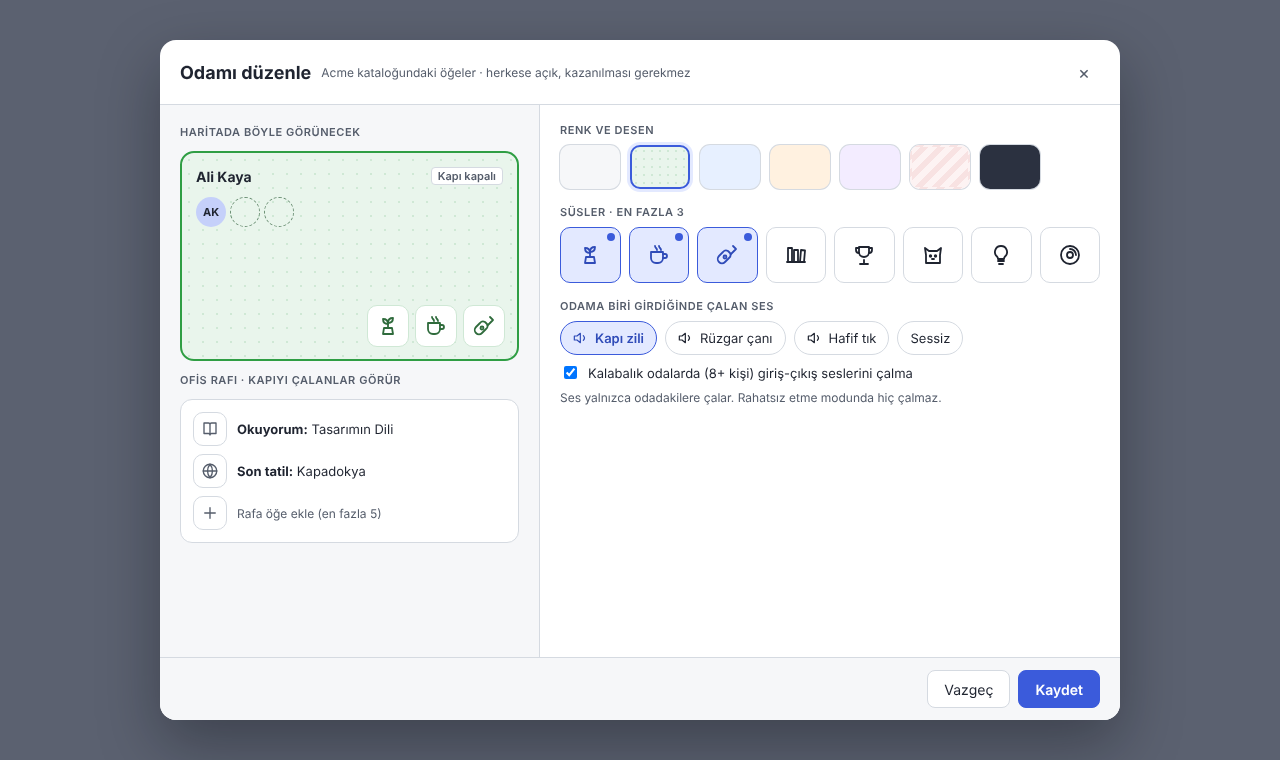 Odamı düzenle
Acme kataloğundaki öğeler · herkese açık, kazanılması gerekmez
HARİTADA BÖYLE GÖRÜNECEK
Ali Kaya
Kapı kapalı
AK
OFİS RAFI · KAPIYI ÇALANLAR GÖRÜR
Okuyorum: Tasarımın Dili
Son tatil: Kapadokya
Rafa öğe ekle (en fazla 5)
RENK VE DESEN
SÜSLER · EN FAZLA 3
ODAMA BİRİ GİRDİĞİNDE ÇALAN SES
Kapı zili
Rüzgar çanı
Hafif tık
Sessiz
Kalabalık odalarda (8+ kişi) giriş-çıkış seslerini çalma
Ses yalnızca odadakilere çalar. Rahatsız etme modunda hiç çalmaz.
Vazgeç
Kaydet